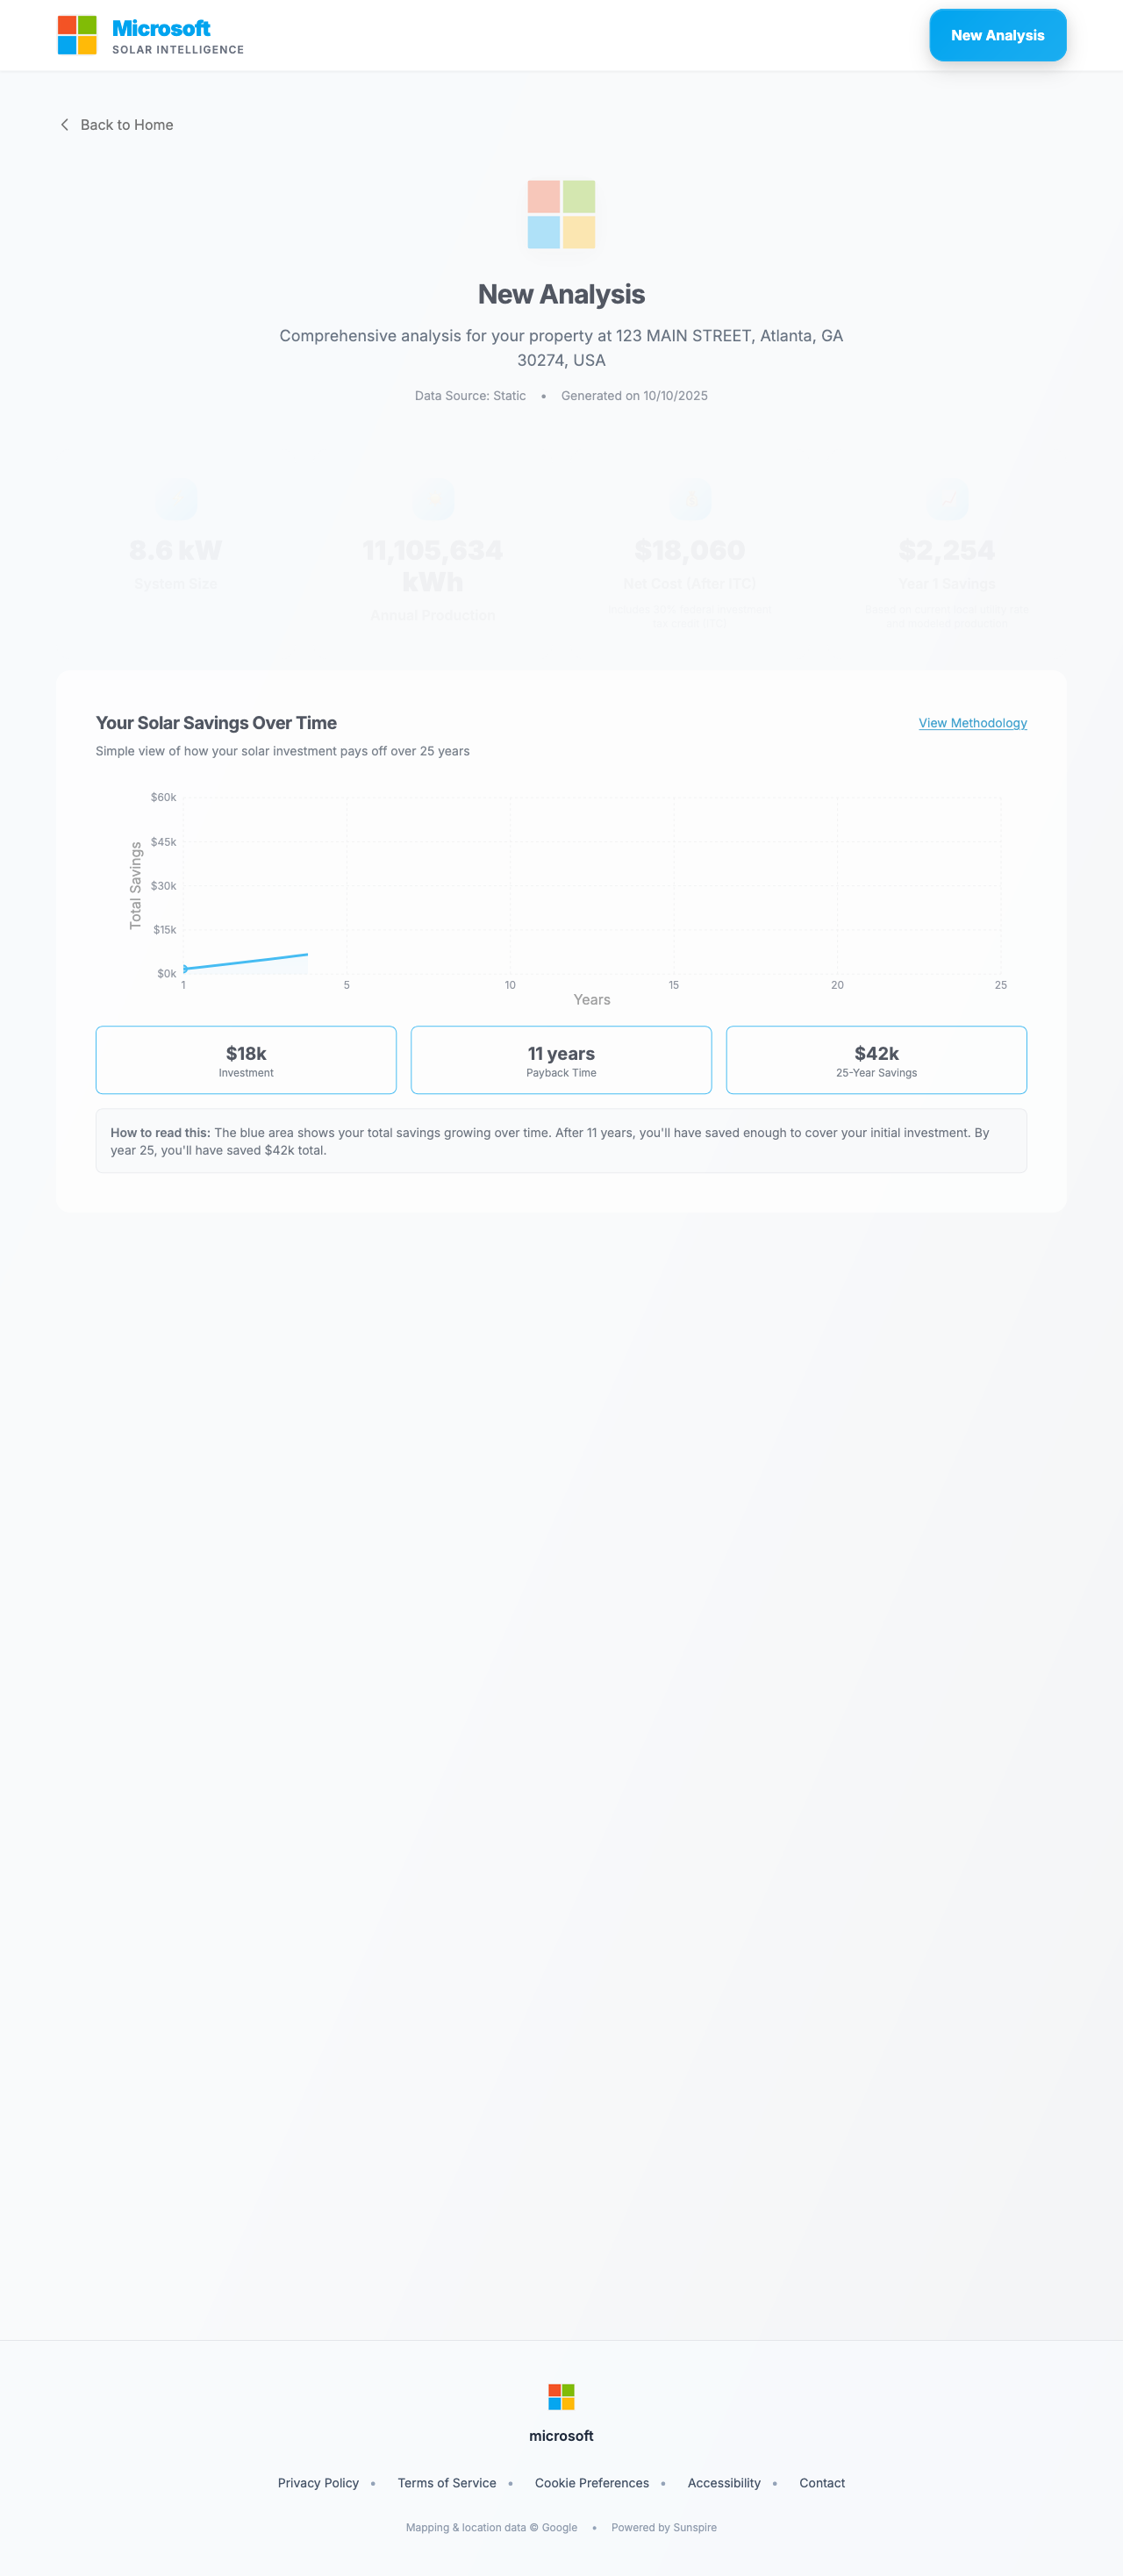 Microsoft
SOLAR INTELLIGENCE
New Analysis
Back to Home
New Analysis
Comprehensive analysis for your property at 123 MAIN STREET, Atlanta, GA
30274, USA
Data Source: Static • Generated on 10/10/2025
8.6 kW
System Size
11,105,634
kWh
Annual Production
$18,060
Net Cost (After ITC)
$2,254
Year 1 Savings
Your Solar Savings Over Time
View Methodology
Simple view of how your solar investment pays off over 25 years
$60k
$45k
$30k
$15k
$0k
Total Savings
1 5 10 15 20 25
Years
$18k
Investment
11 years
Payback Time
$42k
25-Year Savings
How to read this: The blue area shows your total savings growing over time. After 11 years, you'll have saved enough to cover your initial investment. By
year 25, you'll have saved $42k total.
microsoft
Privacy Policy • Terms of Service • Cookie Preferences • Accessibility • Contact
Mapping & location data © Google • Powered by Sunspire